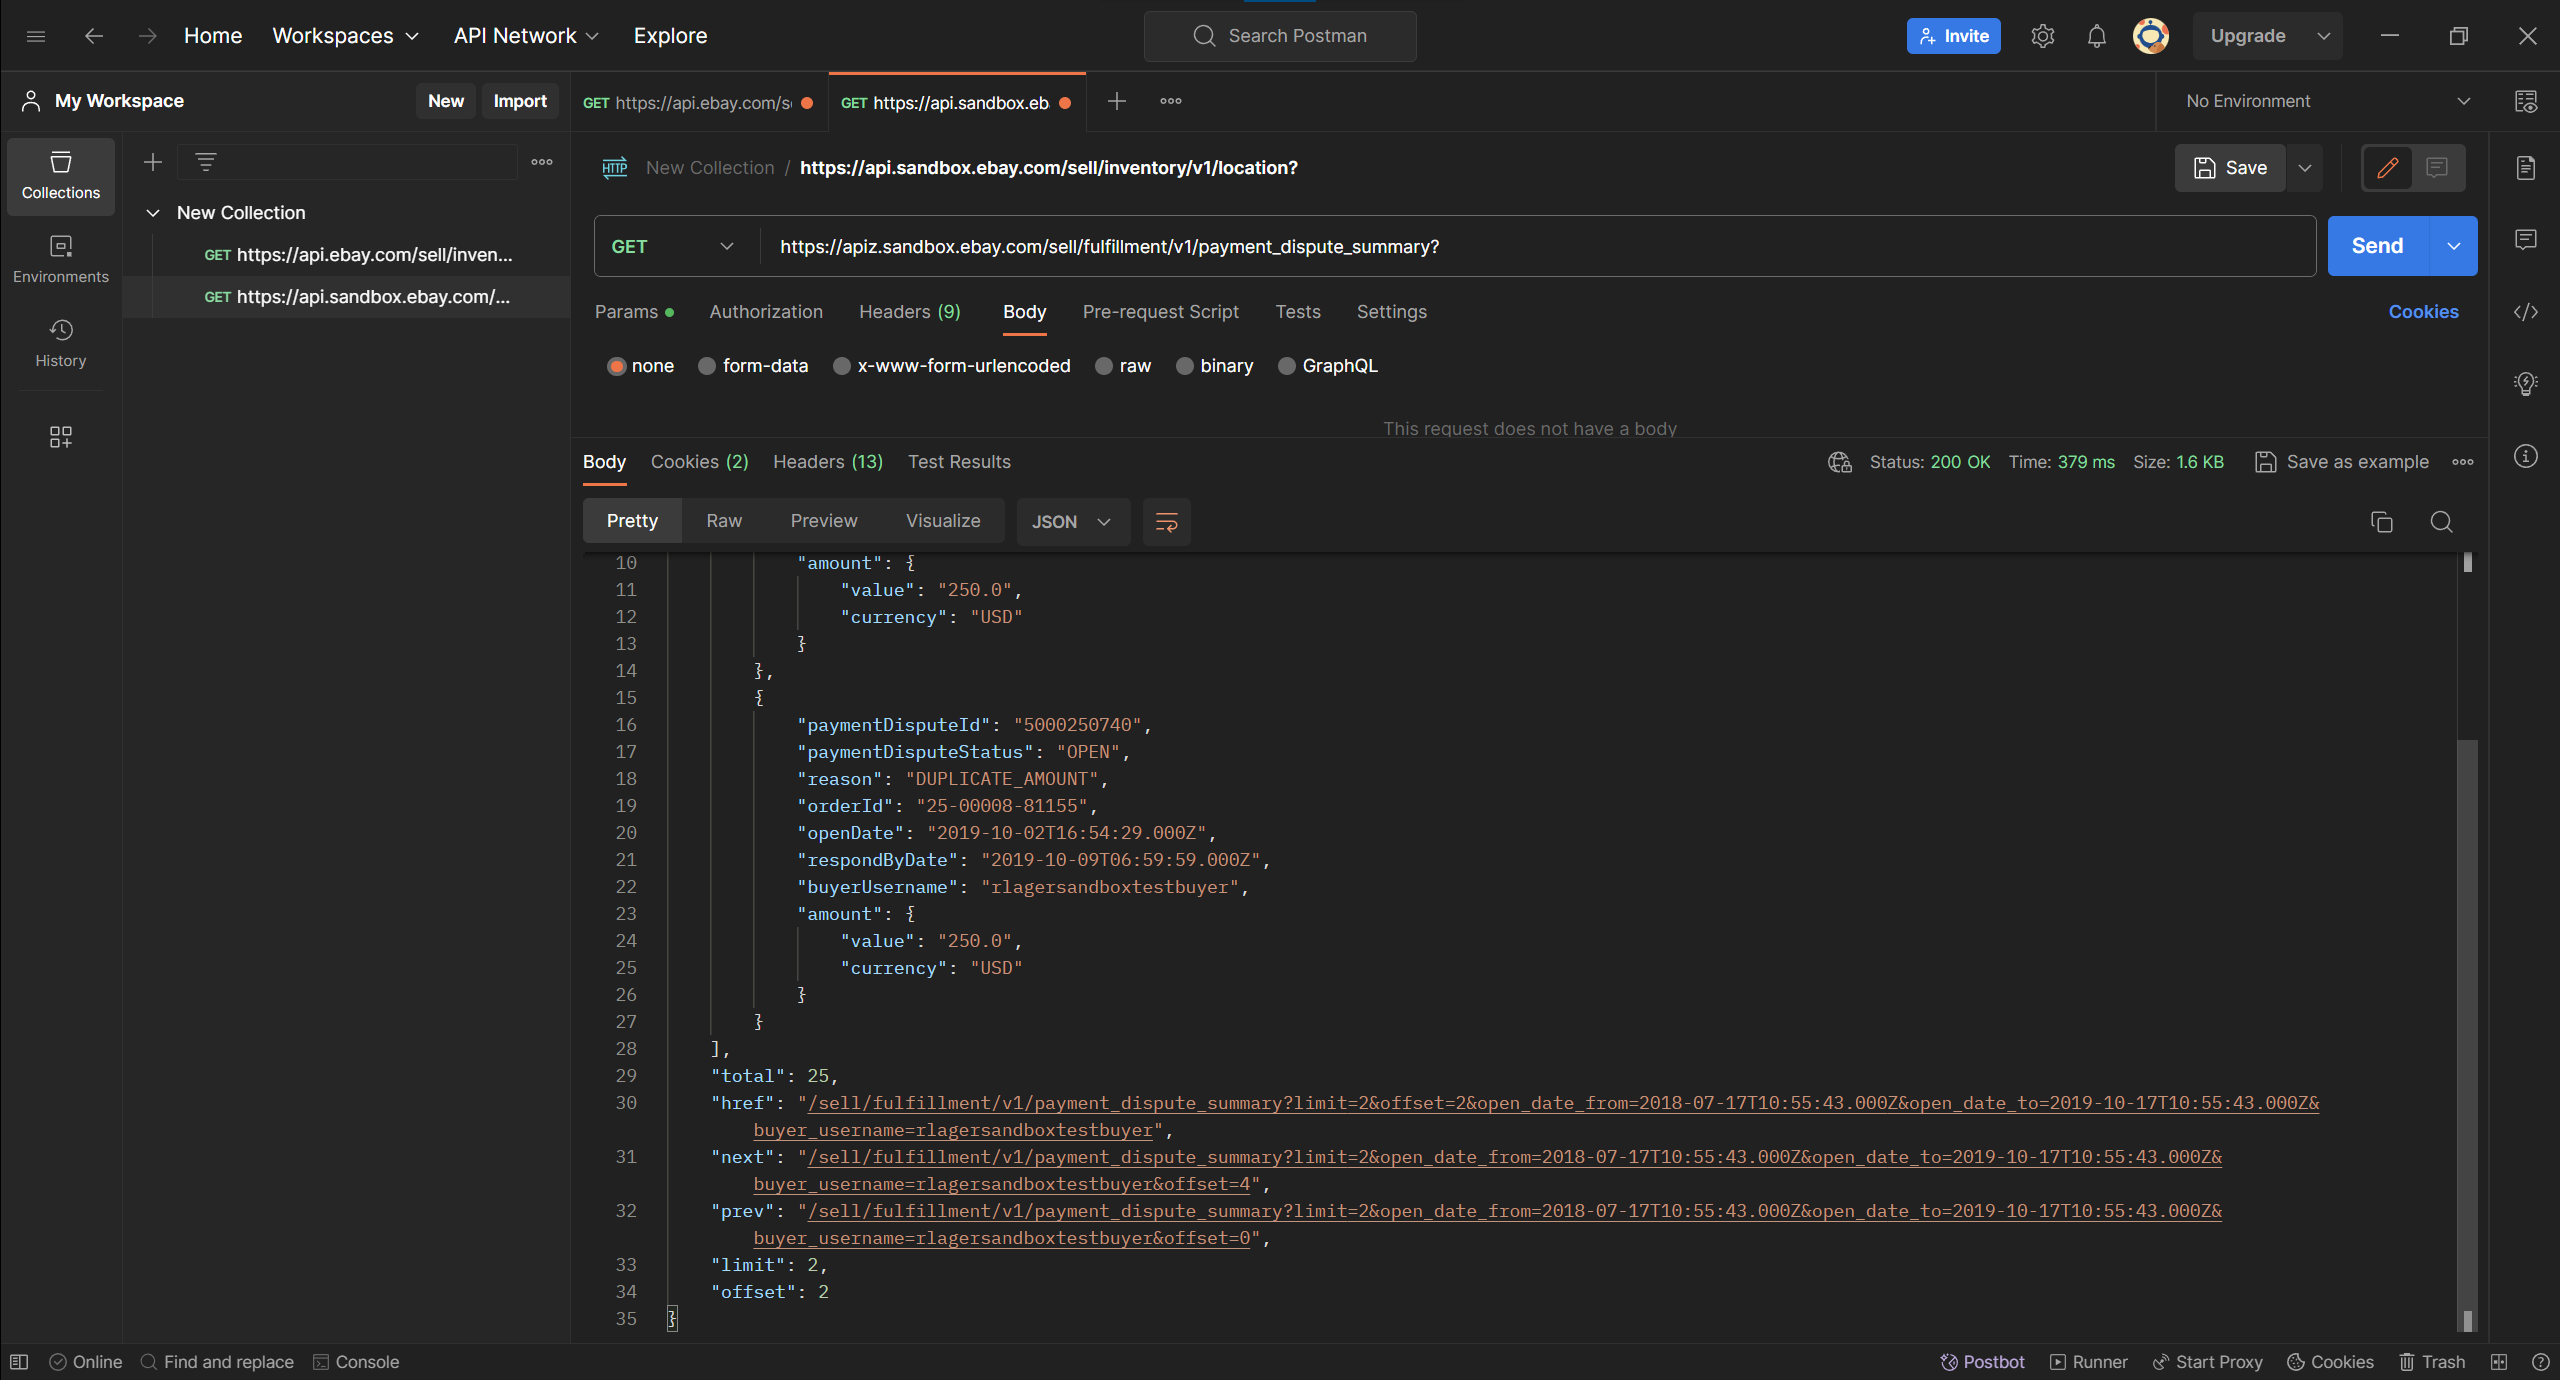 Home Workspaces API Network Explore Search Postman Invite Upgrade
My Workspace New Import GET https://api.ebay.com/s GET https://api.sandbox.eb No Environment
Collections
Environments
History
New Collection
GET https://api.ebay.com/sell/inven...
GET https://api.sandbox.ebay.com/...
HTTP New Collection / https://api.sandbox.ebay.com/sell/inventory/v1/location? Save
GET https://apiz.sandbox.ebay.com/sell/fulfillment/v1/payment_dispute_summary? Send
Params Authorization Headers (9) Body Pre-request Script Tests Settings Cookies
none form-data x-www-form-urlencoded raw binary GraphQL
This request does not have a body
Body Cookies (2) Headers (13) Test Results Status: 200 OK Time: 379 ms Size: 1.6 KB Save as example
Pretty Raw Preview Visualize JSON
10 "amount": {
11 "value": "250.0",
12 "currency": "USD"
13 }
14 },
15 {
16 "paymentDisputeId": "5000250740",
17 "paymentDisputeStatus": "OPEN",
18 "reason": "DUPLICATE_AMOUNT",
19 "orderId": "25-00008-81155",
20 "openDate": "2019-10-02T16:54:29.000Z",
21 "respondByDate": "2019-10-09T06:59:59.000Z",
22 "buyerUsername": "rlagersandboxtestbuyer",
23 "amount": {
24 "value": "250.0",
25 "currency": "USD"
26 }
27 }
28 ],
29 "total": 25,
30 "href": "/sell/fulfillment/v1/payment_dispute_summary?limit=2&offset=2&open_date_from=2018-07-17T10:55:43.000Z&open_date_to=2019-10-17T10:55:43.000Z&
buyer_username=rlagersandboxtestbuyer",
31 "next": "/sell/fulfillment/v1/payment_dispute_summary?limit=2&open_date_from=2018-07-17T10:55:43.000Z&open_date_to=2019-10-17T10:55:43.000Z&
buyer_username=rlagersandboxtestbuyer&offset=4",
32 "prev": "/sell/fulfillment/v1/payment_dispute_summary?limit=2&open_date_from=2018-07-17T10:55:43.000Z&open_date_to=2019-10-17T10:55:43.000Z&
buyer_username=rlagersandboxtestbuyer&offset=0",
33 "limit": 2,
34 "offset": 2
35 }
Online Find and replace Console Postbot Runner Start Proxy Cookies Trash